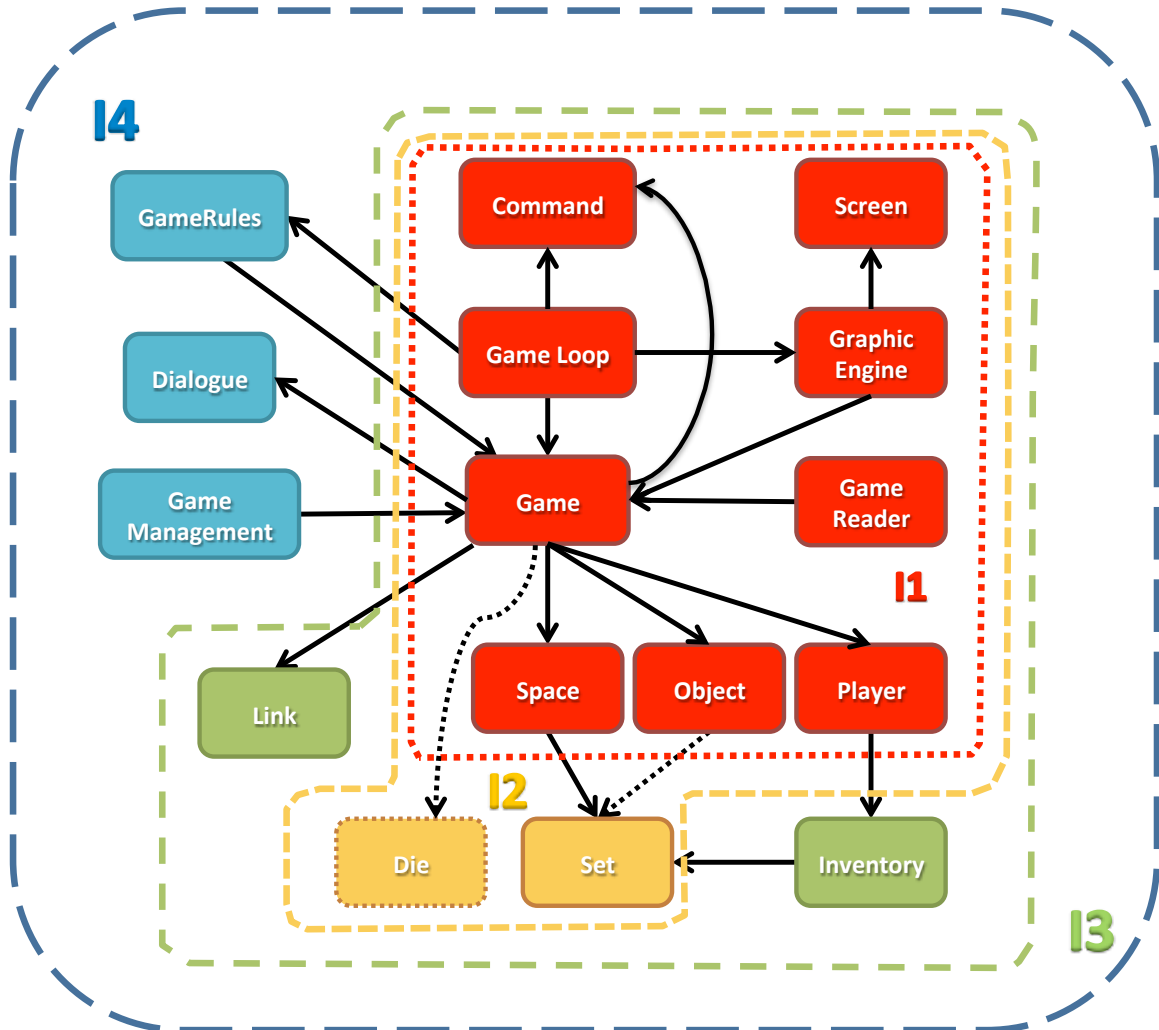 I4
Command
Screen
GameRules
Game Loop
Graphic
Engine
Dialogue
Game
Management
Game
Game
Reader
I1
Link
Space
Object
Player
I2
Die
Set
Inventory
I3